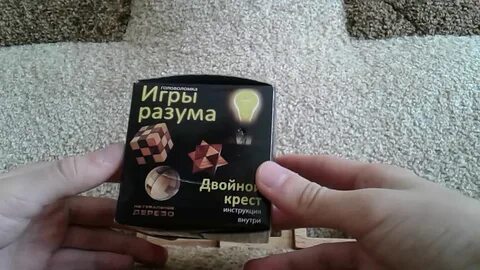 головоломка
Игры
разума
Двойной
крест
инструкция
внутри
натуральное
ДЕРЕВО